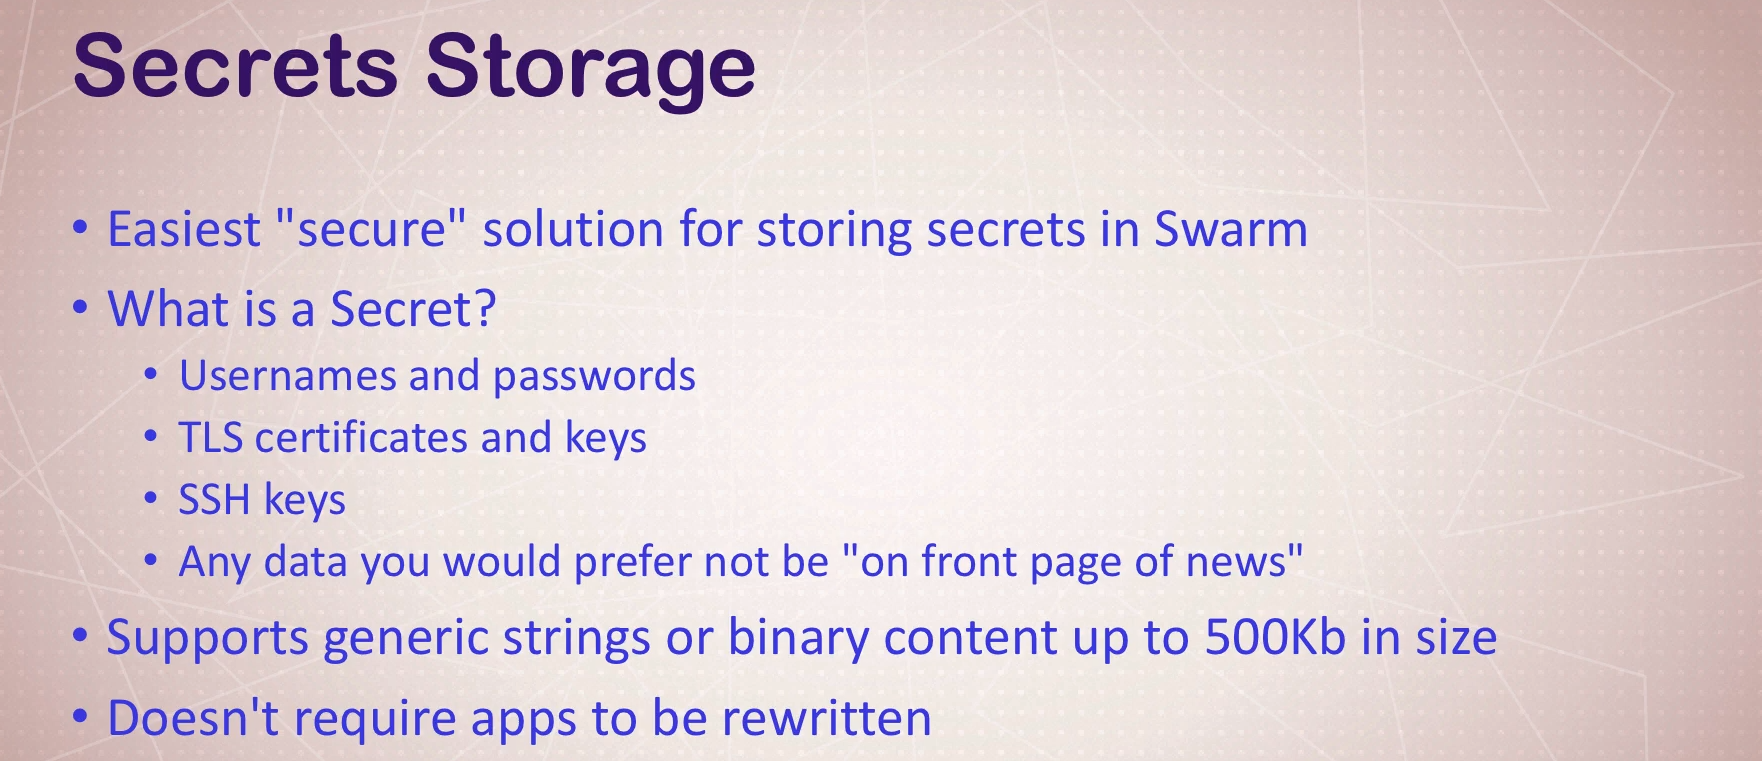 Secrets Storage
• Easiest "secure" solution for storing secrets in Swarm
• What is a Secret?
• Usernames and passwords
• TLS certificates and keys
• SSH keys
• Any data you would prefer not be "on front page of news"
• Supports generic strings or binary content up to 500Kb in size
• Doesn't require apps to be rewritten